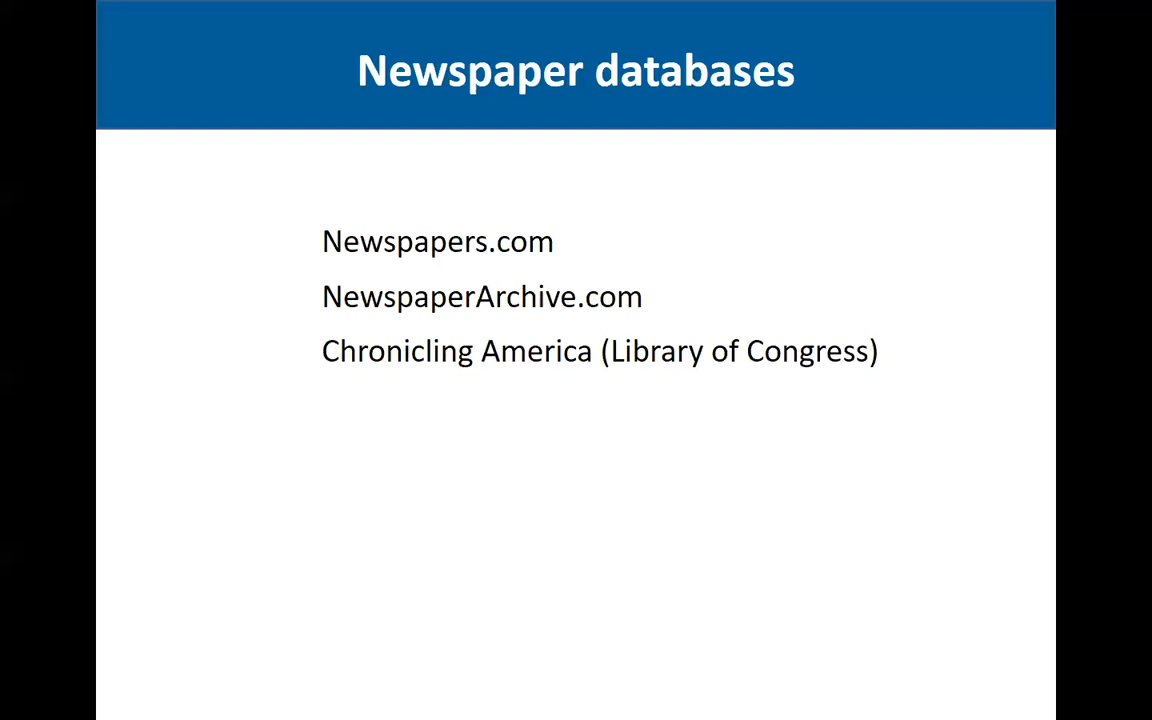 Newspaper databases
Newspapers.com
NewspaperArchive.com
Chronicling America (Library of Congress)